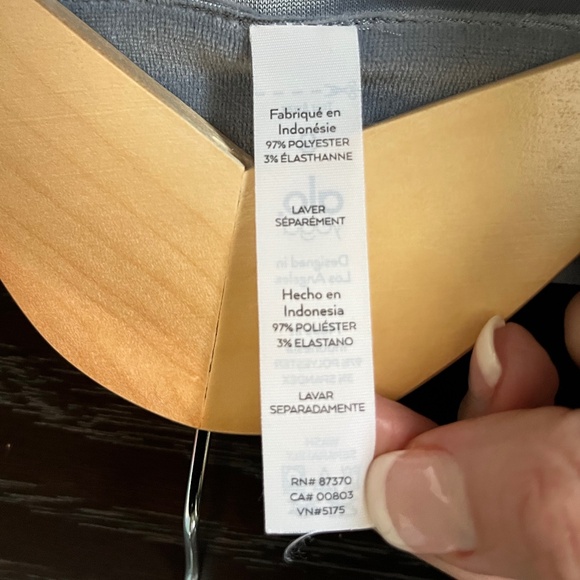 Fabriqué en
Indonésie
97% POLYESTER
3% ÉLASTHANNE
LAVER
SÉPARÉMENT
Hecho en
Indonesia
97% POLIÉSTER
3% ELASTANO
LAVAR
SEPARADAMENTE
RN# 87370
CA# 00803
VN#5175